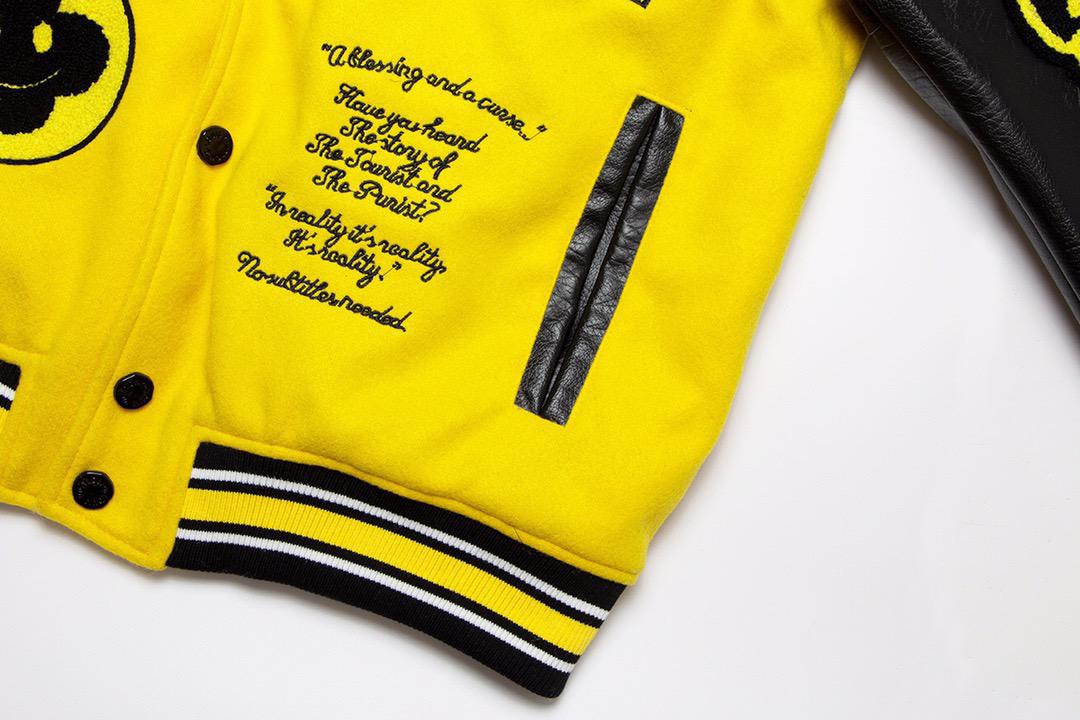 "A blessing and a curse..."
Have you heard
The story of
The Tourist and
The Purist?
"In reality it's reality,
It's reality."
No subtitles needed.